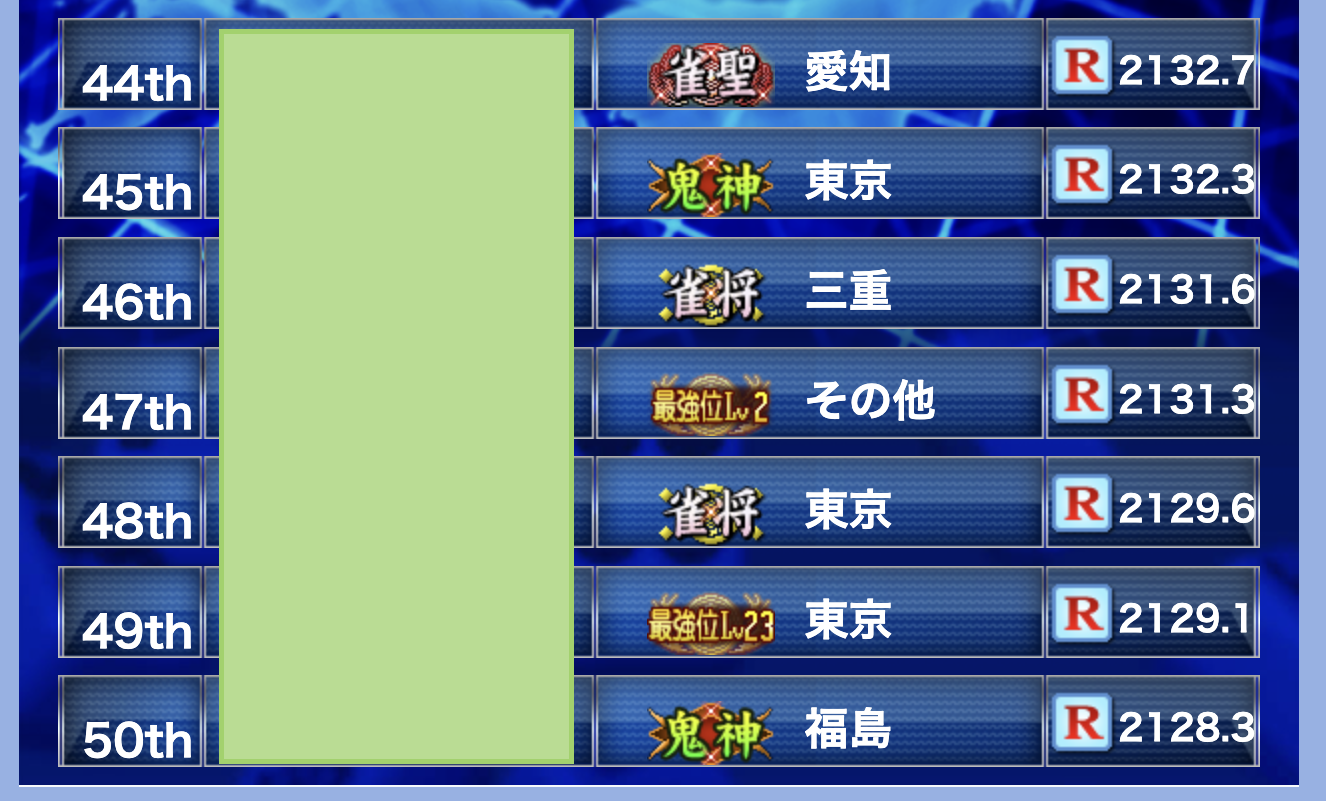 44th 雀聖 愛知 R 2132.7
45th 鬼神 東京 R 2132.3
46th 雀将 三重 R 2131.6
47th 最強位Lv2 その他 R 2131.3
48th 雀将 東京 R 2129.6
49th 最強位Lv23 東京 R 2129.1
50th 鬼神 福島 R 2128.3